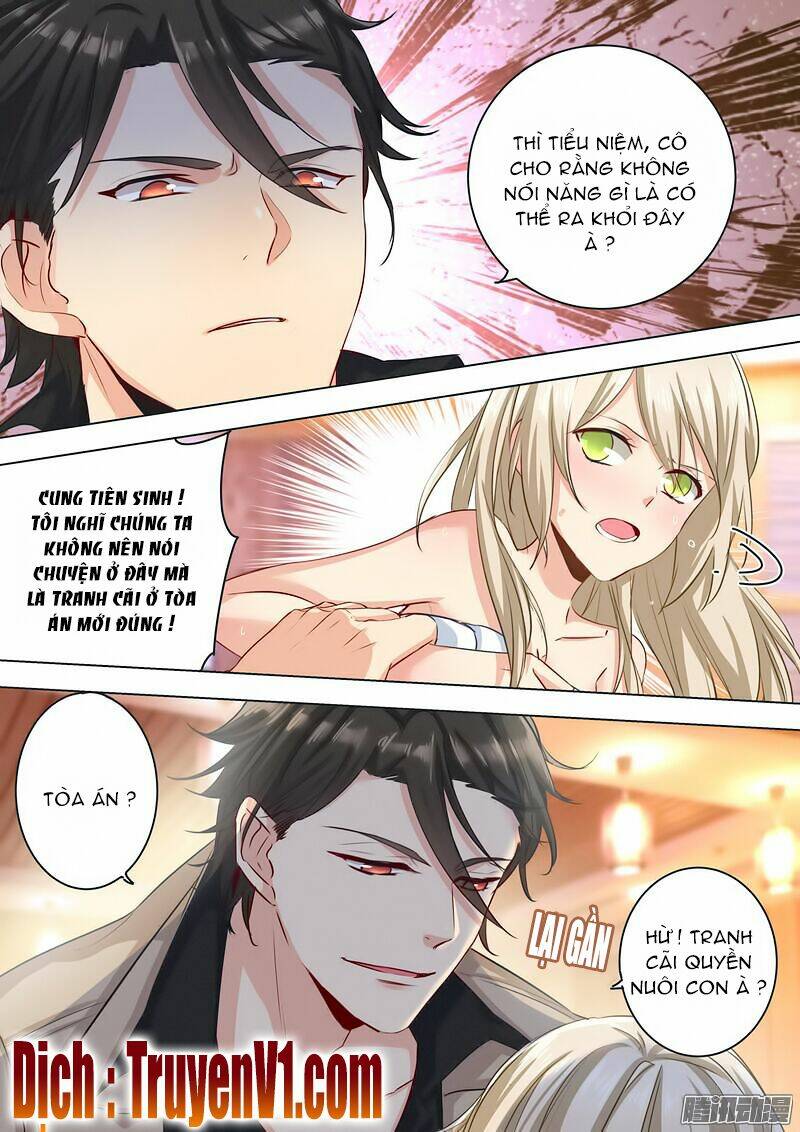 THÌ TIỂU NIỆM, CÔ
CHO RẰNG KHÔNG
NÓI NĂNG GÌ LÀ CÓ
THỂ RA KHỎI ĐÂY
À ?
CUNG TIÊN SINH !
TÔI NGHĨ CHÚNG TA
KHÔNG NÊN NÓI
CHUYỆN Ở ĐÂY MÀ
LÀ TRANH CÃI Ở TÒA
ÁN MỚI ĐÚNG !
TÒA ÁN ?
LẠI GẦN
HỪ ! TRANH
CÃI QUYỀN
NUÔI CON À ?
Dịch : TruyenV1.com
腾讯动漫